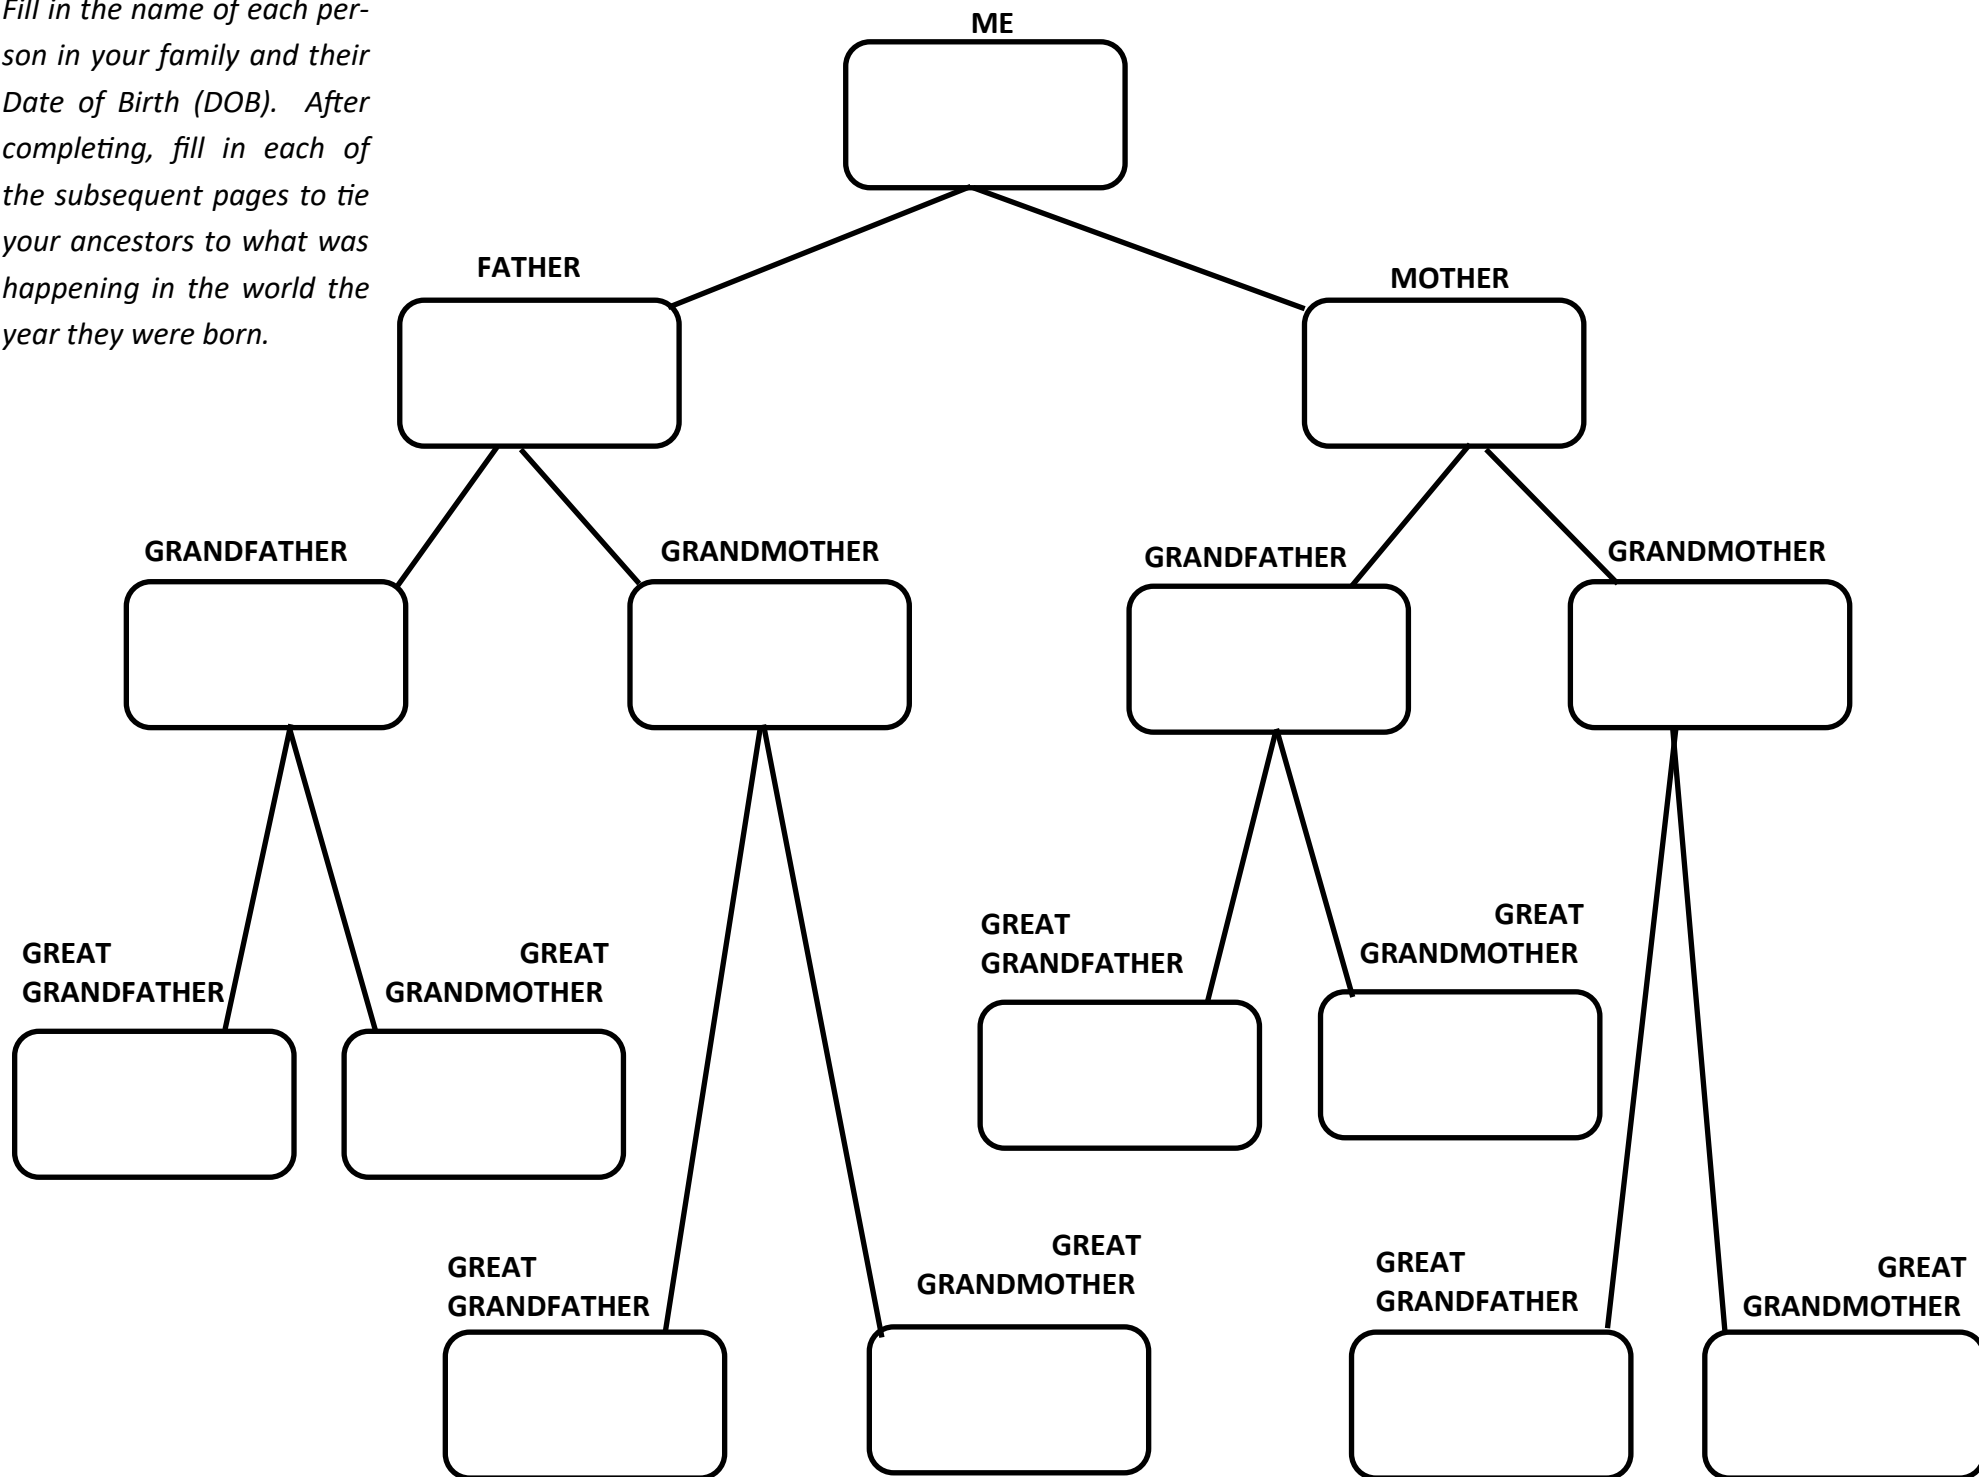 Fill in the name of each per-
son in your family and their
Date of Birth (DOB). After
completing, fill in each of
the subsequent pages to tie
your ancestors to what was
happening in the world the
year they were born.
ME
FATHER
MOTHER
GRANDFATHER
GRANDMOTHER
GRANDFATHER
GRANDMOTHER
GREAT
GRANDFATHER
GREAT
GRANDMOTHER
GREAT
GRANDFATHER
GREAT
GRANDMOTHER
GREAT
GRANDFATHER
GREAT
GRANDMOTHER
GREAT
GRANDFATHER
GREAT
GRANDMOTHER